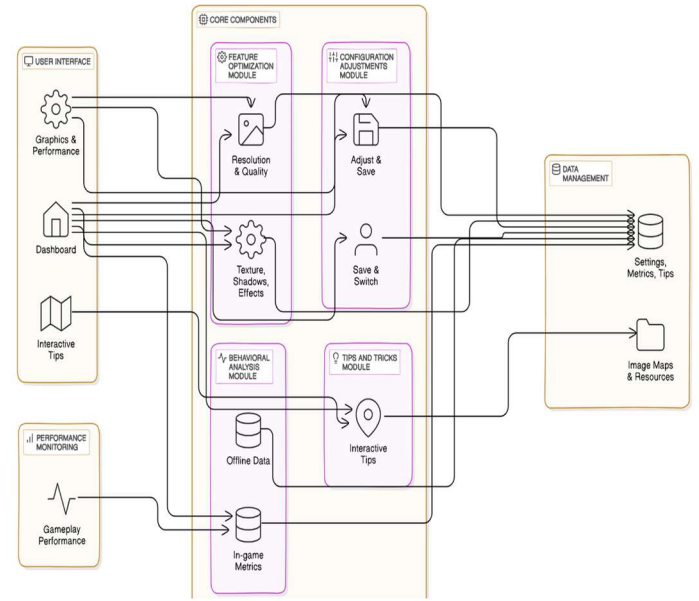 CORE COMPONENTS
USER INTERFACE
Graphics &
Performance
Dashboard
Interactive
Tips
PERFORMANCE
MONITORING
Gameplay
Performance
FEATURE
OPTIMIZATION
MODULE
Resolution
& Quality
Texture,
Shadows,
Effects
CONFIGURATION
ADJUSTMENTS
MODULE
Adjust &
Save
Save &
Switch
BEHAVIORAL
ANALYSIS
MODULE
Offline Data
In-game
Metrics
TIPS AND TRICKS
MODULE
Interactive
Tips
DATA
MANAGEMENT
Settings,
Metrics, Tips
Image Maps
& Resources